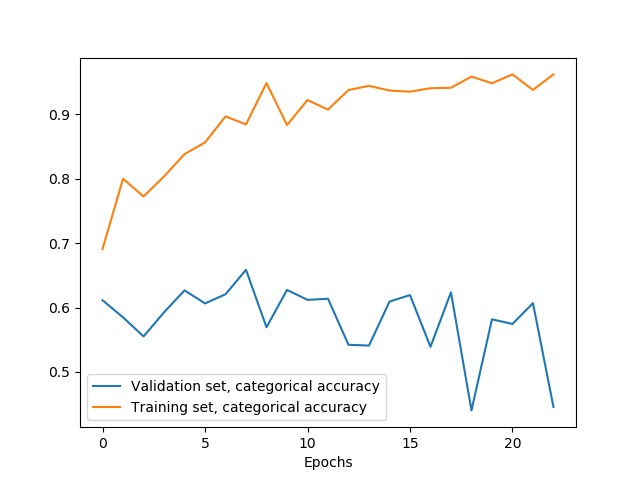 0.9
0.8
0.7
0.6
0.5
Validation set, categorical accuracy
Training set, categorical accuracy
0 5 10 15 20
Epochs